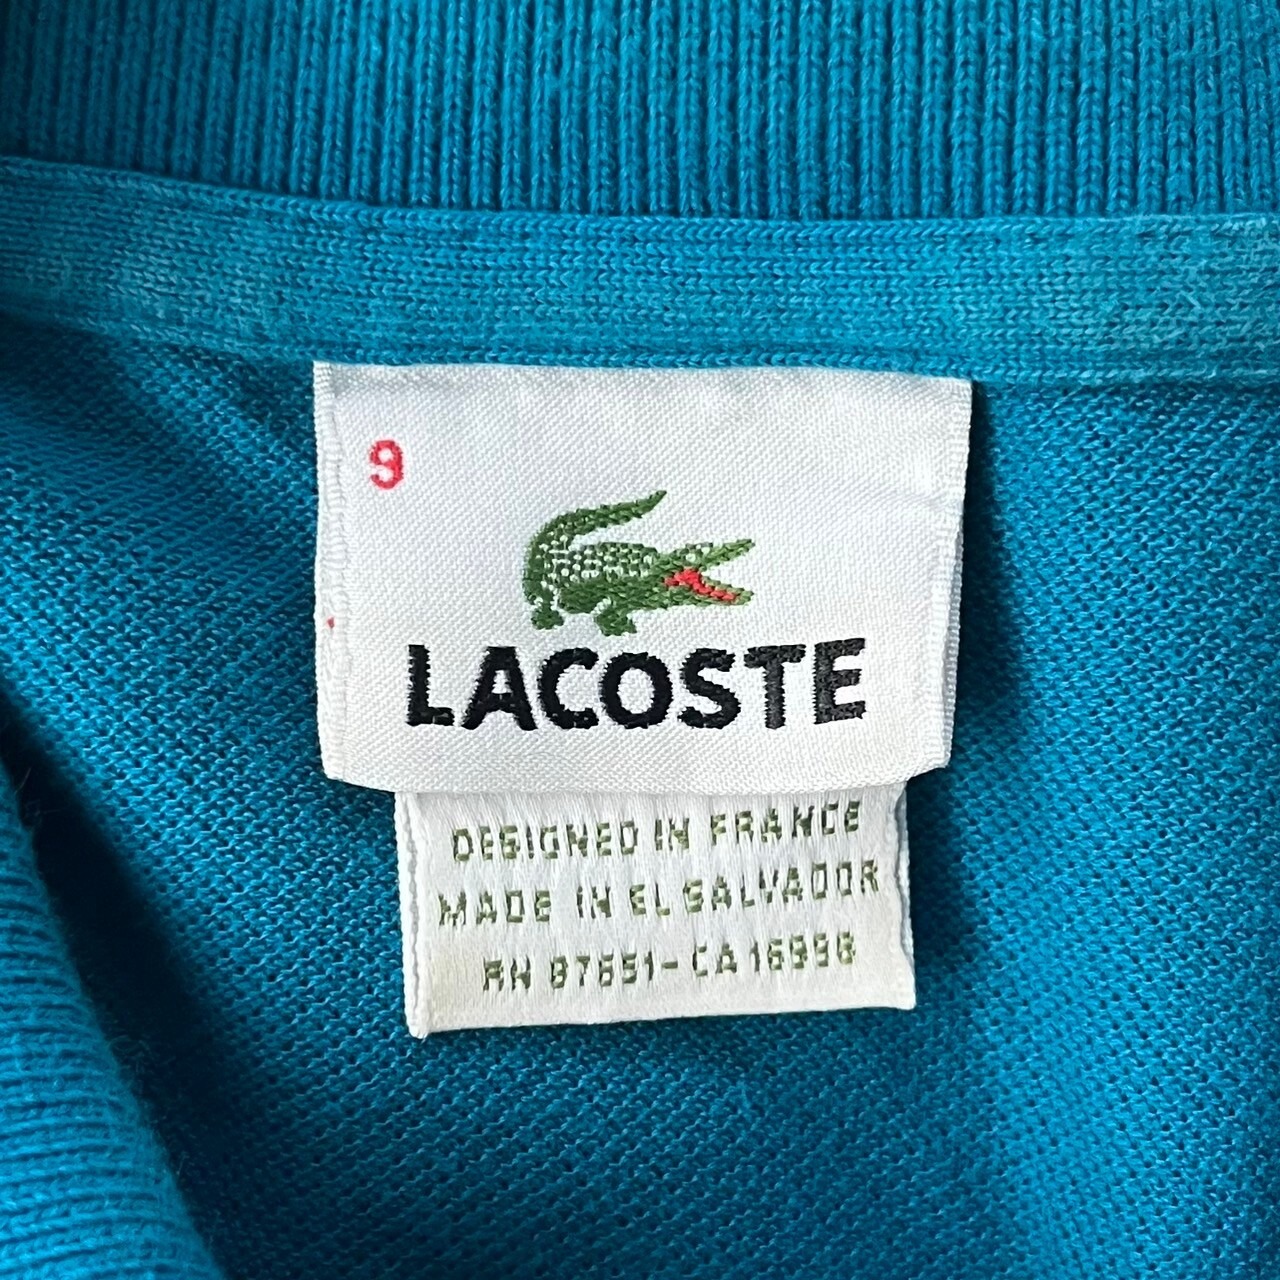 9
LACOSTE
DESIGNED IN FRANCE
MADE IN EL SALVADOR
RN 87651-CA 16998